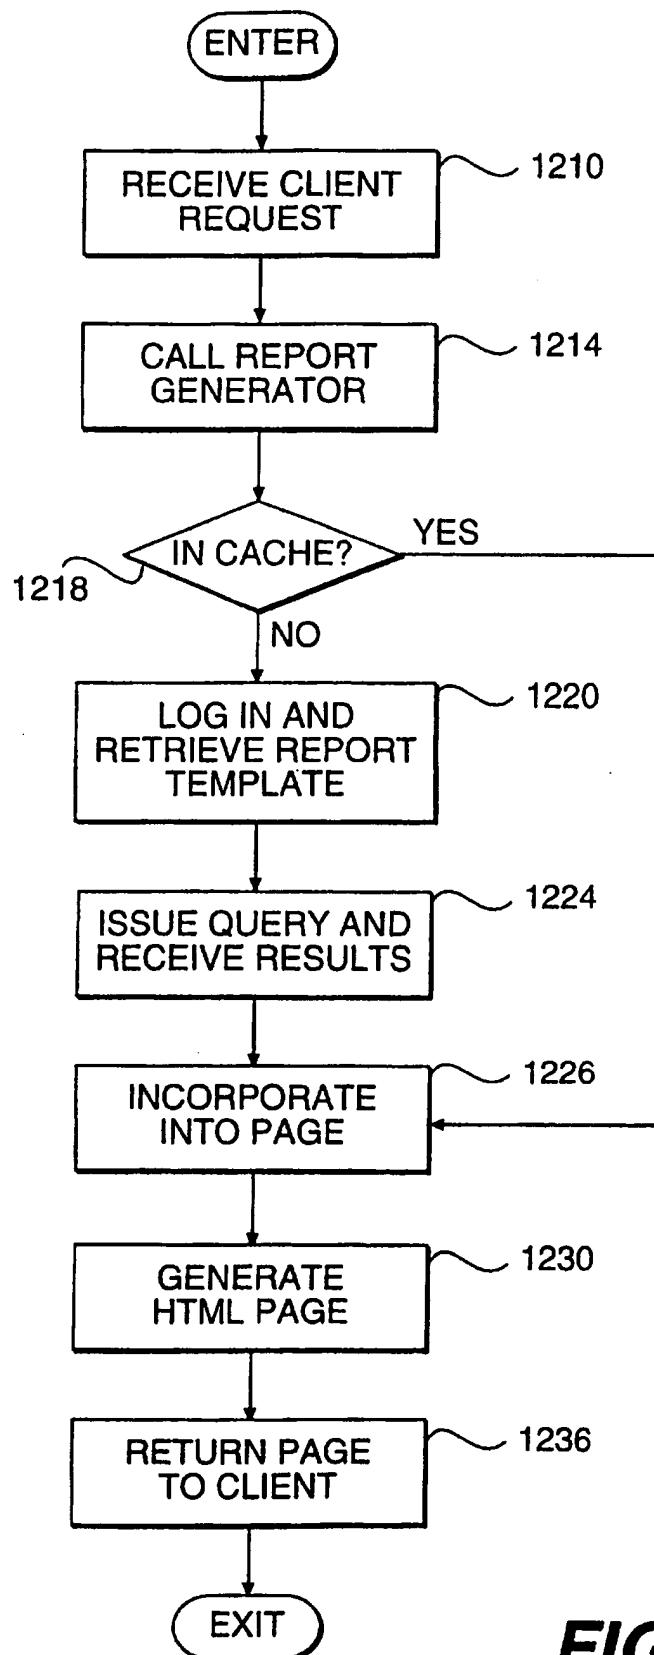 ENTER
RECEIVE CLIENT
REQUEST
1210
CALL REPORT
GENERATOR
1214
IN CACHE?
YES
1218
NO
LOG IN AND
RETRIEVE REPORT
TEMPLATE
1220
ISSUE QUERY AND
RECEIVE RESULTS
1224
INCORPORATE
INTO PAGE
1226
GENERATE
HTML PAGE
1230
RETURN PAGE
TO CLIENT
1236
EXIT
FIG